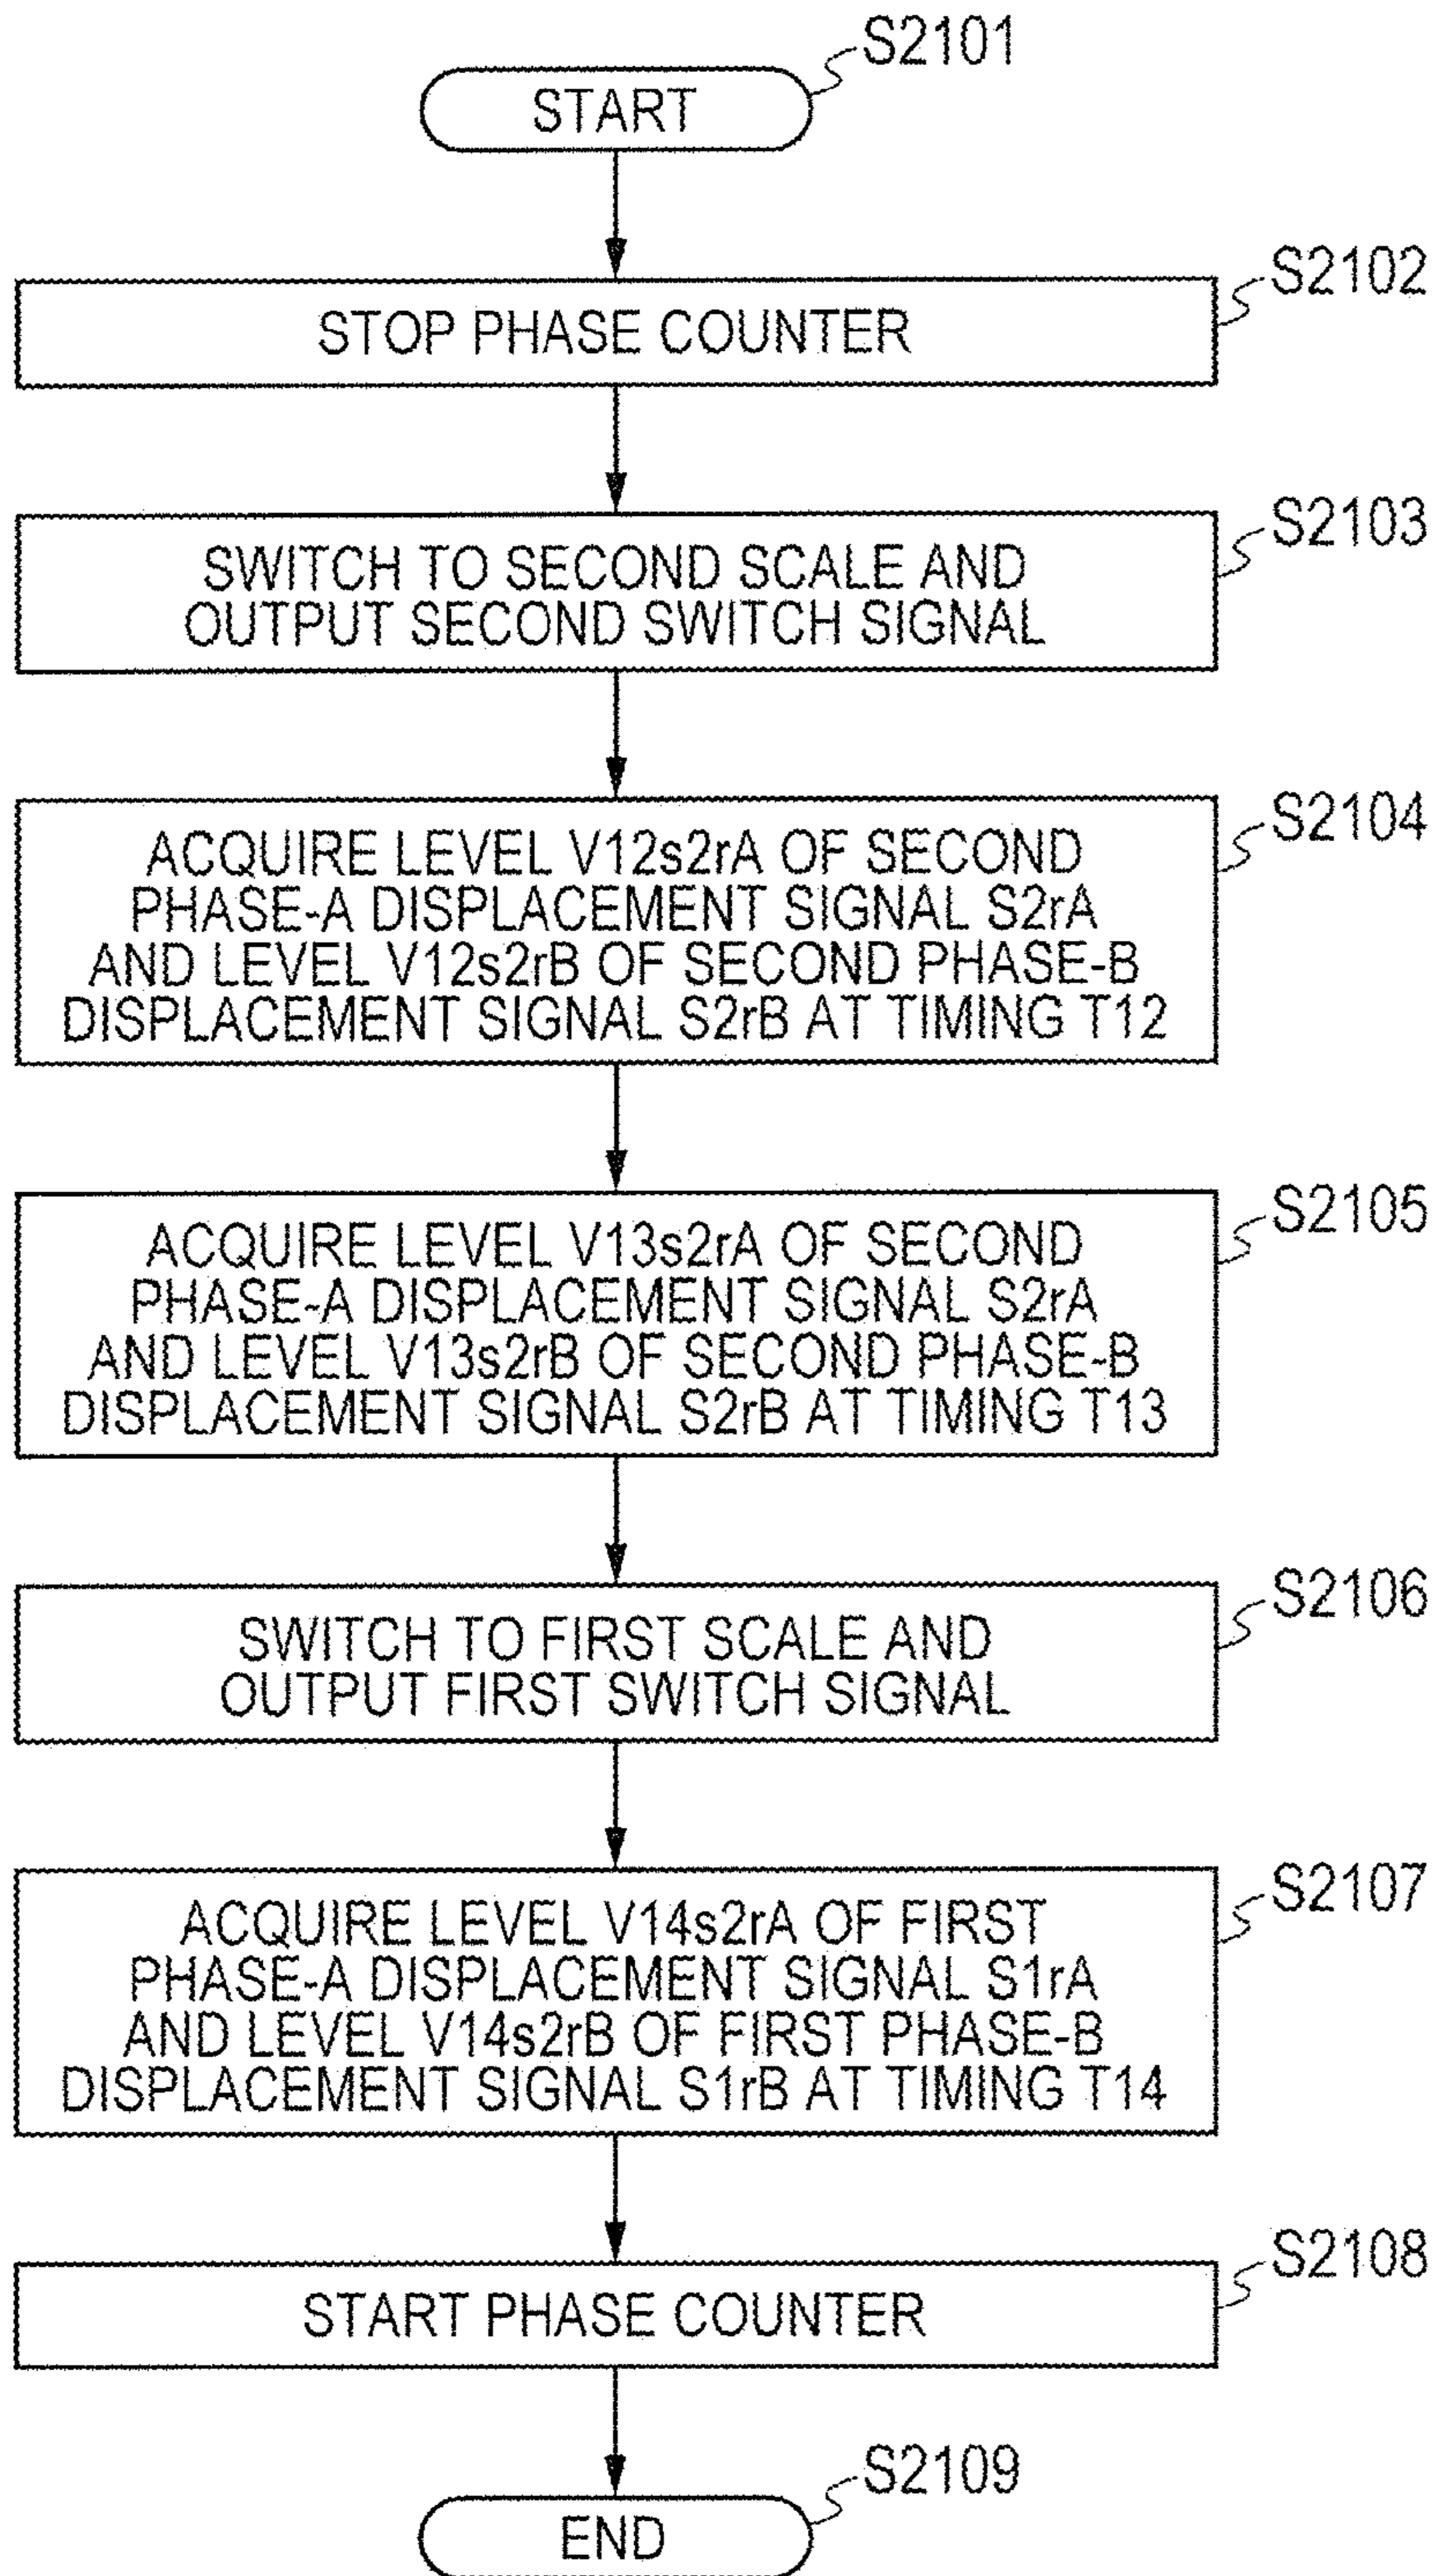 S2101
START
S2102
STOP PHASE COUNTER
S2103
SWITCH TO SECOND SCALE AND
OUTPUT SECOND SWITCH SIGNAL
S2104
ACQUIRE LEVEL V12s2rA OF SECOND
PHASE-A DISPLACEMENT SIGNAL S2rA
AND LEVEL V12s2rB OF SECOND PHASE-B
DISPLACEMENT SIGNAL S2rB AT TIMING T12
S2105
ACQUIRE LEVEL V13s2rA OF SECOND
PHASE-A DISPLACEMENT SIGNAL S2rA
AND LEVEL V13s2rB OF SECOND PHASE-B
DISPLACEMENT SIGNAL S2rB AT TIMING T13
S2106
SWITCH TO FIRST SCALE AND
OUTPUT FIRST SWITCH SIGNAL
S2107
ACQUIRE LEVEL V14s2rA OF FIRST
PHASE-A DISPLACEMENT SIGNAL S1rA
AND LEVEL V14s2rB OF FIRST PHASE-B
DISPLACEMENT SIGNAL S1rB AT TIMING T14
S2108
START PHASE COUNTER
S2109
END